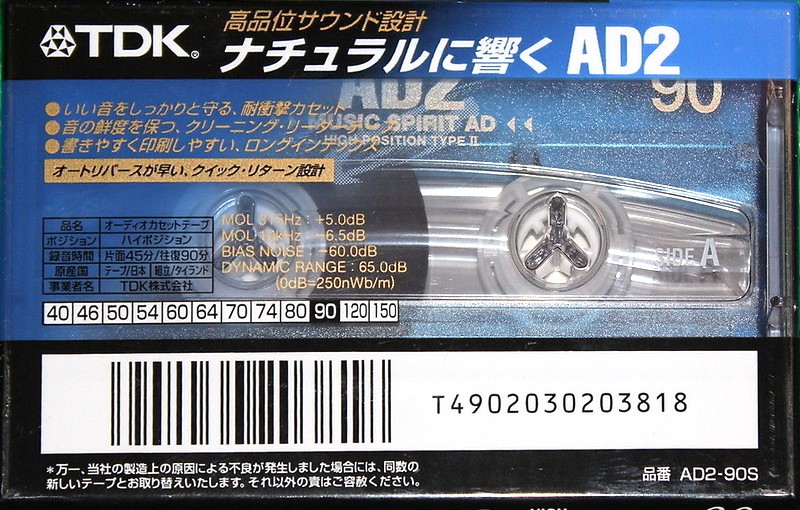 TDK®
高品位サウンド設計
ナチュラルに響く AD2
AD2 90
●いい音をしっかりと守る、耐衝撃カセット
●音の鮮度を保つ、クリーニング・リーダーテープ
●書きやすく印刷しやすい、ロングインデックス
MUSIC SPIRIT AD ◀◀
HIGH POSITION TYPE II
オートリバースが早い、クイック・リターン設計
品名 オーディオカセットテープ
ポジション ハイポジション
録音時間 片面45分/往復90分
原産国 テープ/日本 組立/タイランド
事業者名 TDK株式会社
MOL 315Hz : +5.0dB
MOL 10kHz : -6.5dB
BIAS NOISE : -60.0dB
DYNAMIC RANGE : 65.0dB
(0dB=250nWb/m)
SIDE A
40 46 50 54 60 64 70 74 80 90 120 150
T4902030203818
*万一、当社の製造上の原因による不良が発生しました場合には、同数の
新しいテープとお取り替えいたします。それ以外の責はご容赦ください。
品番 AD2-90S